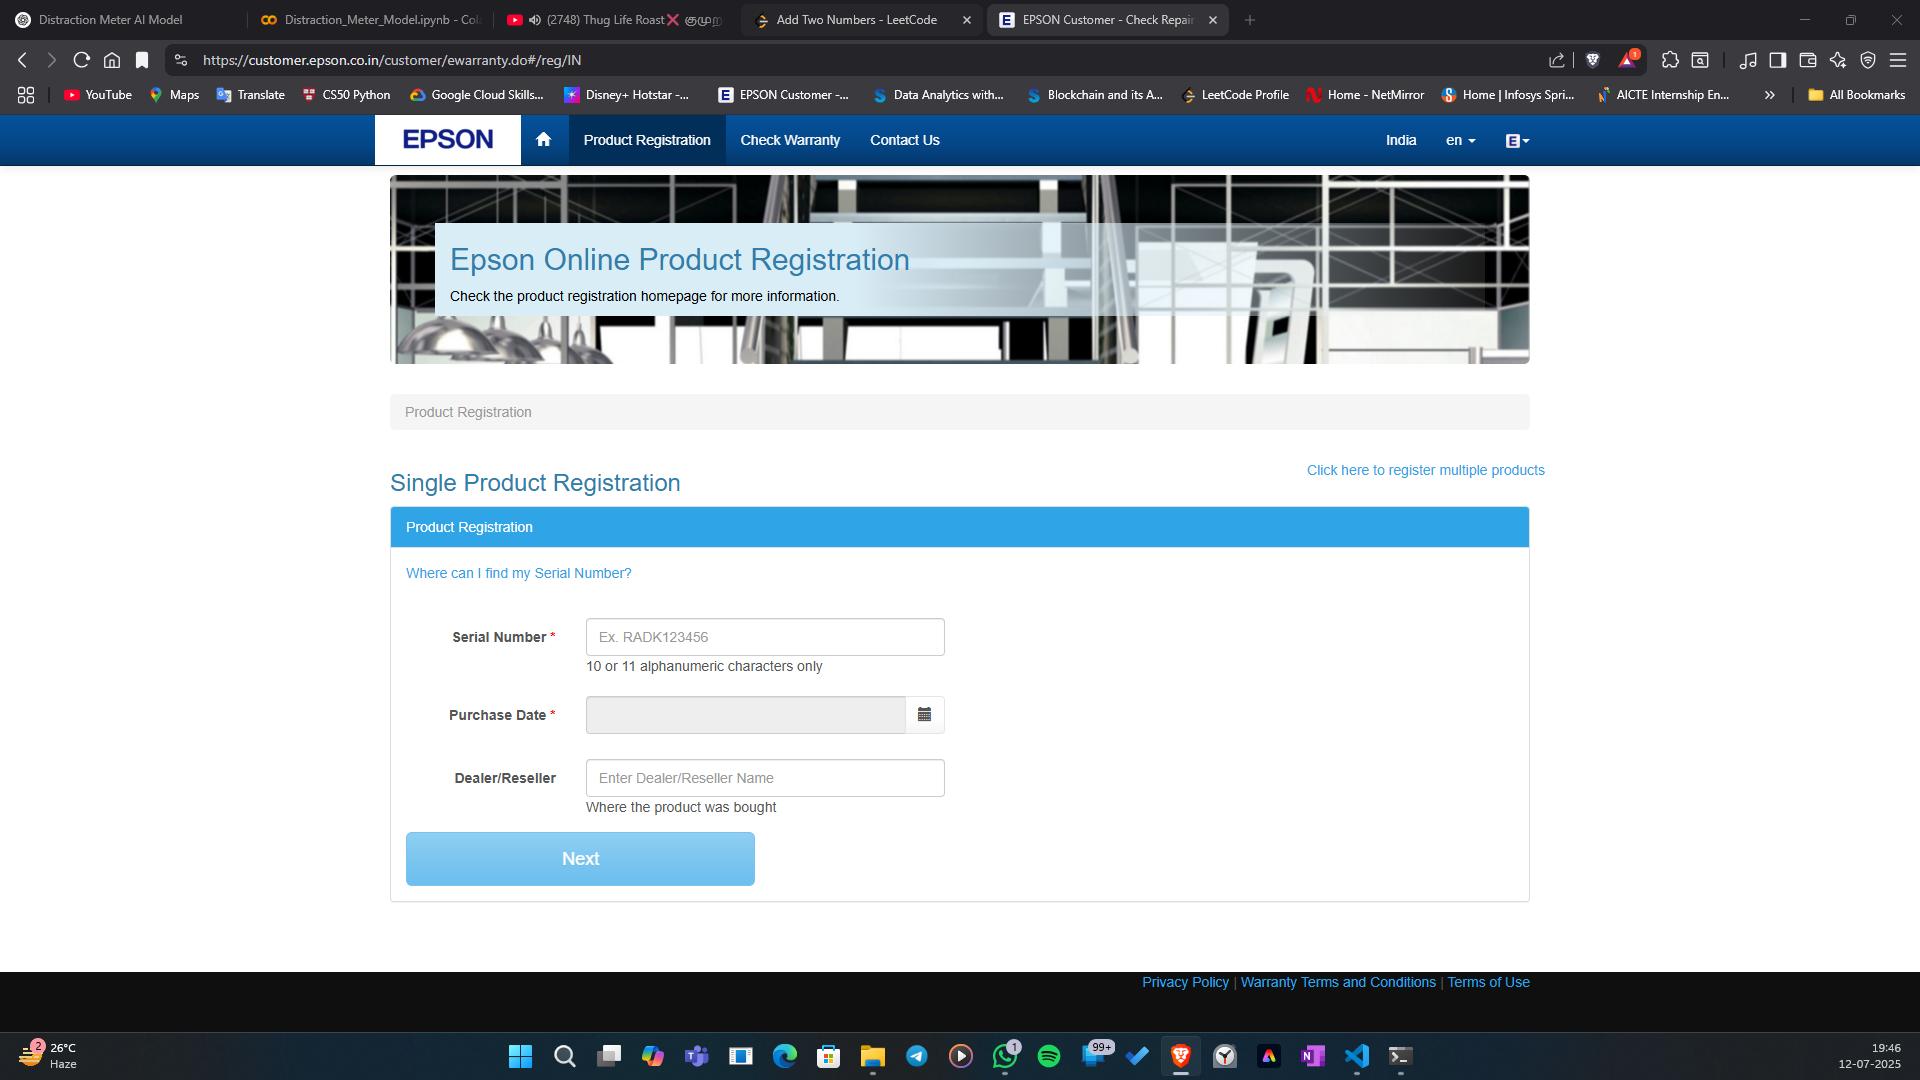 Distraction Meter AI Model
Distraction_Meter_Model.ipynb - Cola
(2748) Thug Life Roast❌ குமுற
Add Two Numbers - LeetCode
EPSON Customer - Check Repair
https://customer.epson.co.in/customer/ewarranty.do#/reg/IN
1
YouTube
Maps
Translate
CS50 Python
Google Cloud Skills...
Disney+ Hotstar -...
EPSON Customer -...
Data Analytics with...
Blockchain and its A...
LeetCode Profile
Home - NetMirror
Home | Infosys Spri...
AICTE Internship En...
All Bookmarks
EPSON
Product Registration
Check Warranty
Contact Us
India
en
E
Epson Online Product Registration
Check the product registration homepage for more information.
Product Registration
Single Product Registration
Click here to register multiple products
Product Registration
Where can I find my Serial Number?
Serial Number *
Ex. RADK123456
10 or 11 alphanumeric characters only
Purchase Date *
Dealer/Reseller
Enter Dealer/Reseller Name
Where the product was bought
Next
Privacy Policy | Warranty Terms and Conditions | Terms of Use
2
26°C
Haze
1
99+
19:46
12-07-2025